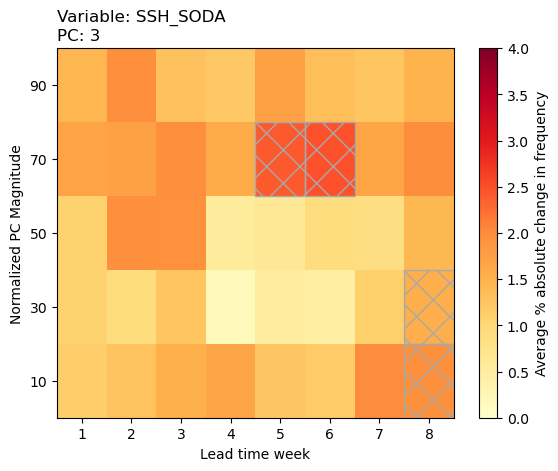 Variable: SSH_SODA
PC: 3
90
70
50
30
10
Normalized PC Magnitude
1 2 3 4 5 6 7 8
Lead time week
4.0
3.5
3.0
2.5
2.0
1.5
1.0
0.5
0.0
Average % absolute change in frequency